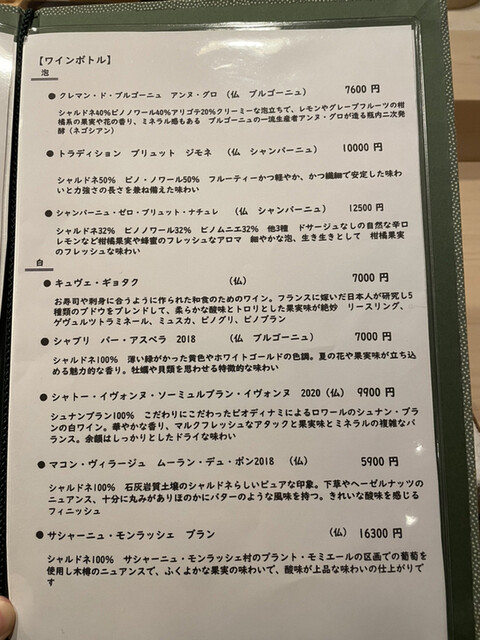 【ワインボトル】
泡
● クレマン・ド・ブルゴーニュ　アンヌ・グロ　（仏　ブルゴーニュ）　7600 円
シャルドネ40%ピノノワール40%アリゴテ20%クリーミーな泡立ちで、レモンやグレープフルーツの柑
橘系の果実や花の香り、ミネラル感もある　ブルゴーニュの一流生産者アンヌ・グロが造る瓶内二次発
酵（ネゴシアン）
● トラディション　ブリュット　ジモネ　（仏　シャンパーニュ）　10000 円
シャルドネ50%　ピノ・ノワール50%　フルーティーかつ軽やか、かつ繊細で安定した味わ
いと力強さの長さを兼ね備えた味わい
● シャンパーニュ・ゼロ・ブリュット・ナチュレ　（仏　シャンパーニュ）　12500 円
シャルドネ32%　ピノノワール32%　ピノムニエ32%　他3種　ドサージュなしの自然な辛口
レモンなど柑橘果実や蜂蜜のフレッシュなアロマ　細やかな泡、生き生きとして　柑橘果実
のフレッシュな味わい
白
● キュヴェ・ギョタク　（仏）　7000 円
お寿司や刺身に合うように作られた和食のためのワイン。フランスに嫁いだ日本人が研究し5
種類のブドウをブレンドして、柔らかな酸味とトロリとした果実味が絶妙　リースリング、
ゲヴュルツトラミネール、ミュスカ、ピノグリ、ピノブラン
● シャブリ　パー・アスペラ　2018　（仏　ブルゴーニュ）　7000 円
シャルドネ100%　薄い緑がかった黄色やホワイトゴールドの色調。夏の花や果実味が立ち込
める魅力的な香り。牡蠣や貝類を思わせる特徴的な味わい
● シャトー・イヴォンヌ・ソーミュルブラン・イヴォンヌ　2020（仏）　9900 円
シュナンブラン100%　こだわりにこだわったビオディナミによるロワールのシュナン・ブラ
ンの白ワイン。華やかな香り、マルクフレッシュなアタックと果実味とミネラルの複雑なバ
ランス。余韻はしっかりとしたドライな味わい
● マコン・ヴィラージュ　ムーラン・デュ・ポン2018　（仏）　5900 円
シャルドネ100%　石灰岩質土壌のシャルドネらしいピュアな印象。下草やヘーゼルナッツの
ニュアンス、十分に丸みがありほのかにバターのような風味を持つ。きれいな酸味を感じる
フィニッシュ
● サシャーニュ・モンラッシェ　ブラン　（仏）　16300 円
シャルドネ100%　サシャーニュ・モンラッシェ村のブラント・モミエールの区画での葡萄を
使用し木樽のニュアンスで、ふくよかな果実の味わいで、酸味が上品な味わいの仕上がりで
す